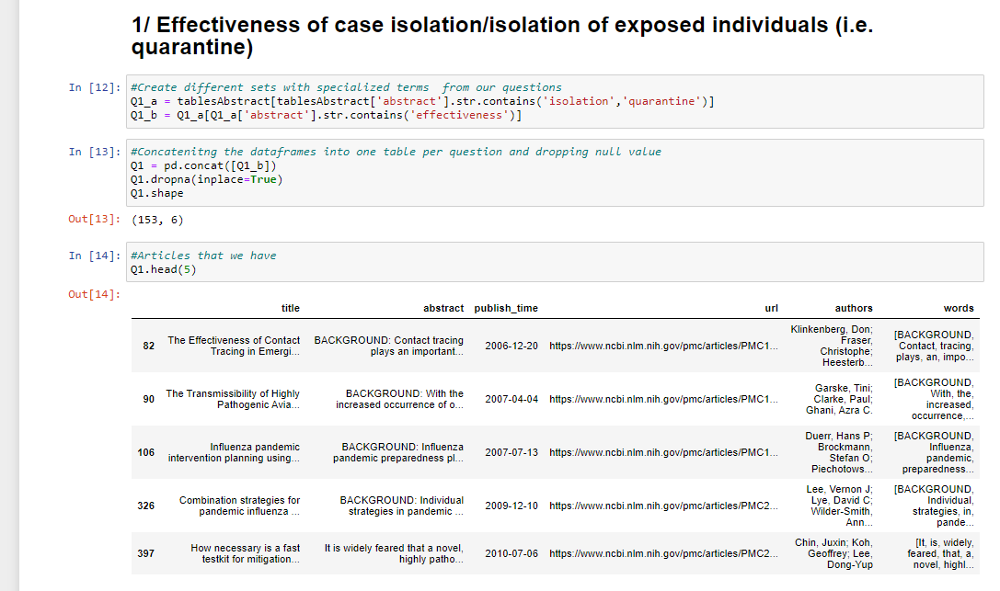 1/ Effectiveness of case isolation/isolation of exposed individuals (i.e.
quarantine)
In [12]: #Create different sets with specialized terms  from our questions
Q1_a = tablesAbstract[tablesAbstract['abstract'].str.contains('isolation','quarantine')]
Q1_b = Q1_a[Q1_a['abstract'].str.contains('effectiveness')]
In [13]: #Concatenitng the dataframes into one table per question and dropping null value
Q1 = pd.concat([Q1_b])
Q1.dropna(inplace=True)
Q1.shape
Out[13]: (153, 6)
In [14]: #Articles that we have
Q1.head(5)
Out[14]:
title abstract publish_time url authors words
82 The Effectiveness of Contact Tracing in Emergi... BACKGROUND: Contact tracing plays an important... 2006-12-20 https://www.ncbi.nlm.nih.gov/pmc/articles/PMC1... Klinkenberg, Don; Fraser, Christophe; Heesterb... [BACKGROUND, Contact, tracing, plays, an, impo...
90 The Transmissibility of Highly Pathogenic Avia... BACKGROUND: With the increased occurrence of o... 2007-04-04 https://www.ncbi.nlm.nih.gov/pmc/articles/PMC1... Garske, Tini; Clarke, Paul; Ghani, Azra C. [BACKGROUND, With, the, increased, occurrence,...
106 Influenza pandemic intervention planning using... BACKGROUND: Influenza pandemic preparedness pl... 2007-07-13 https://www.ncbi.nlm.nih.gov/pmc/articles/PMC1... Duerr, Hans P; Brockmann, Stefan O; Piechotows... [BACKGROUND, Influenza, pandemic, preparedness...
326 Combination strategies for pandemic influenza ... BACKGROUND: Individual strategies in pandemic ... 2009-12-10 https://www.ncbi.nlm.nih.gov/pmc/articles/PMC2... Lee, Vernon J; Lye, David C; Wilder-Smith, Ann... [BACKGROUND, Individual, strategies, in, pande...
397 How necessary is a fast testkit for mitigation... It is widely feared that a novel, highly patho... 2010-07-06 https://www.ncbi.nlm.nih.gov/pmc/articles/PMC2... Chin, Juxin; Koh, Geoffrey; Lee, Dong-Yup [It, is, widely, feared, that, a, novel, highl...